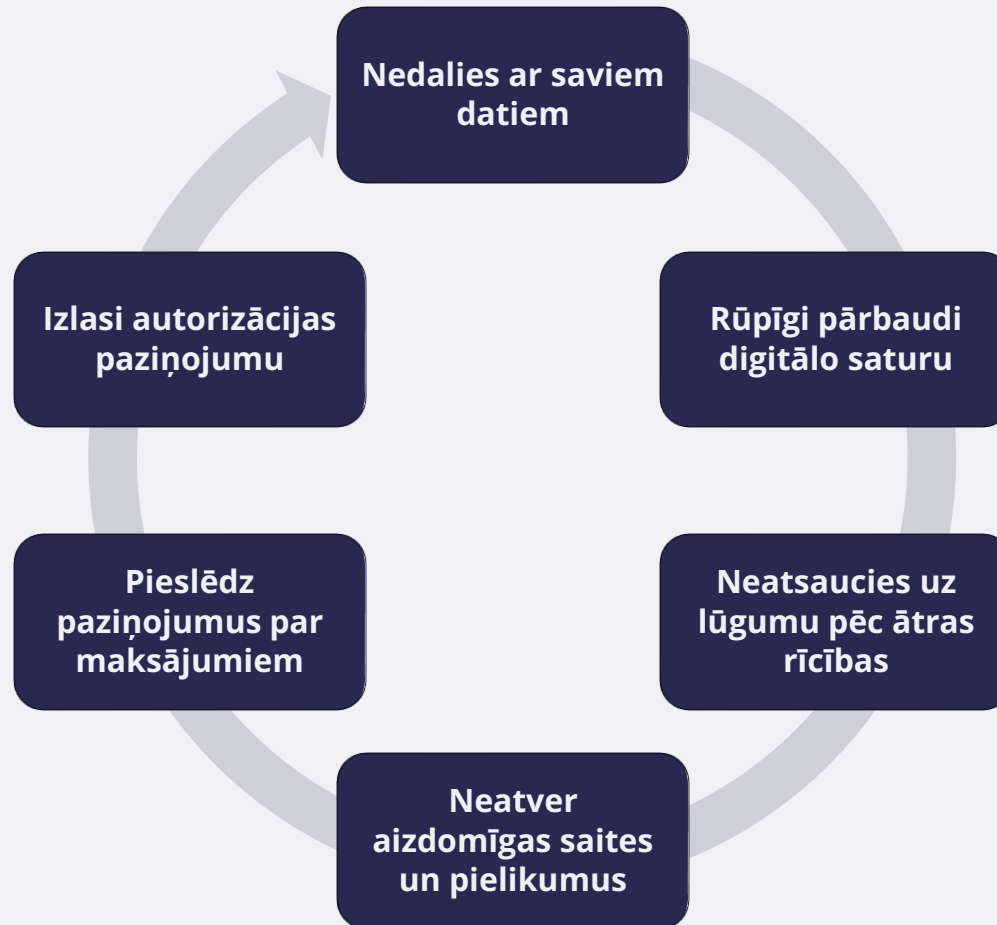 Nedalies ar saviem
datiem
Rūpīgi pārbaudi
digitālo saturu
Neatsaucies uz
lūgumu pēc ātras
rīcības
Neatver
aizdomīgas saites
un pielikumus
Pieslēdz
paziņojumus par
maksājumiem
Izlasi autorizācijas
paziņojumu